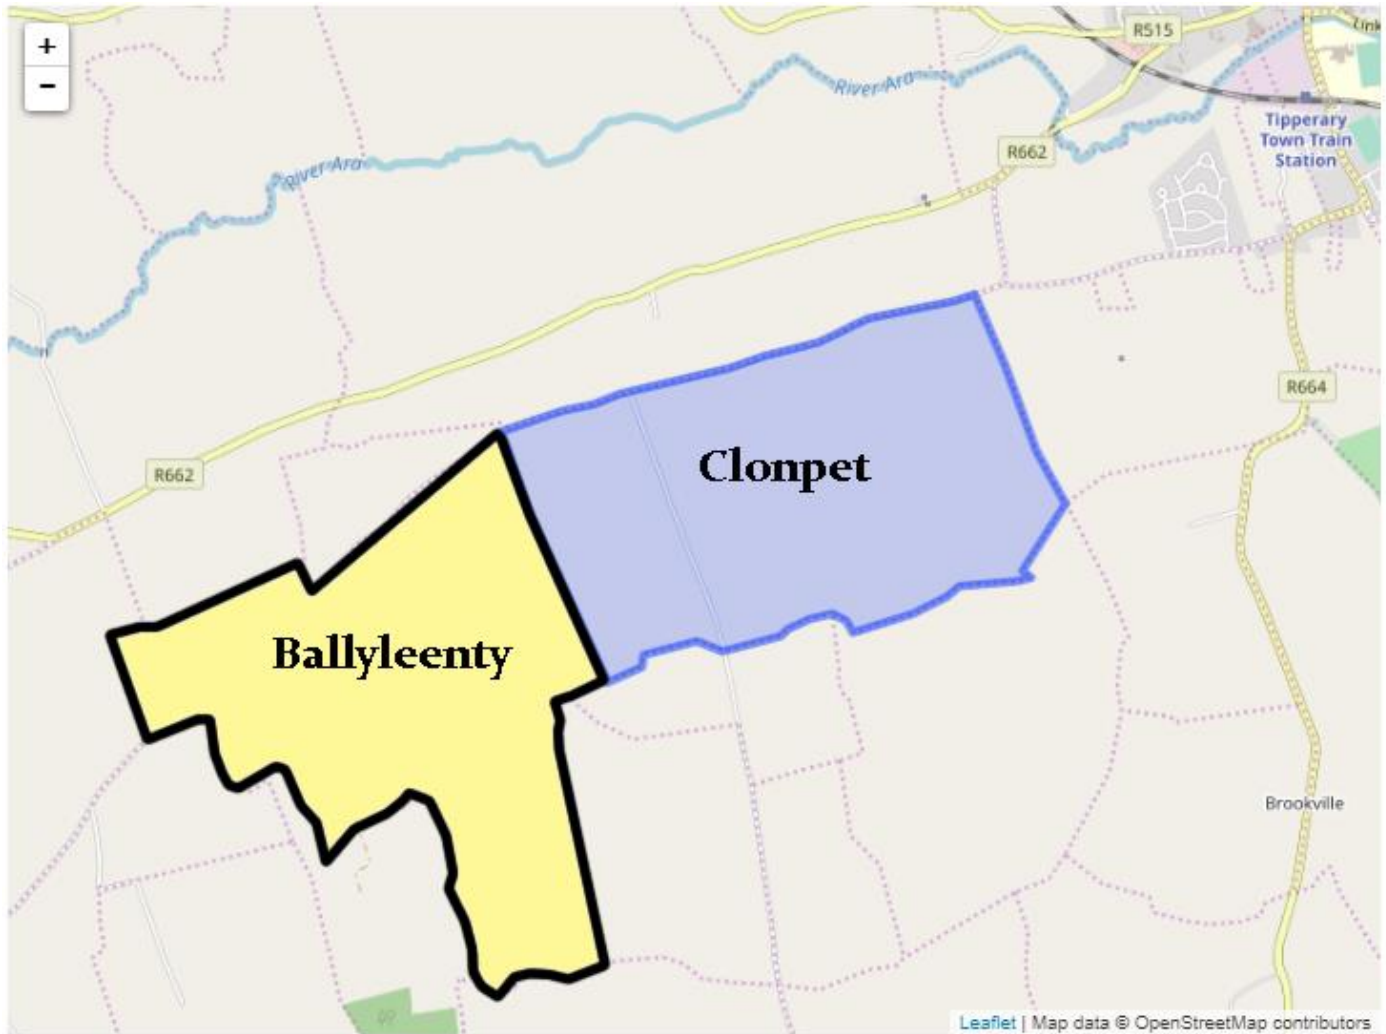 +
−
R515
Link
River Ara
R662
Tipperary
Town Train
Station
River Ara
R664
R662
Clonpet
Ballyleenty
Brookville
Leaflet | Map data © OpenStreetMap contributors